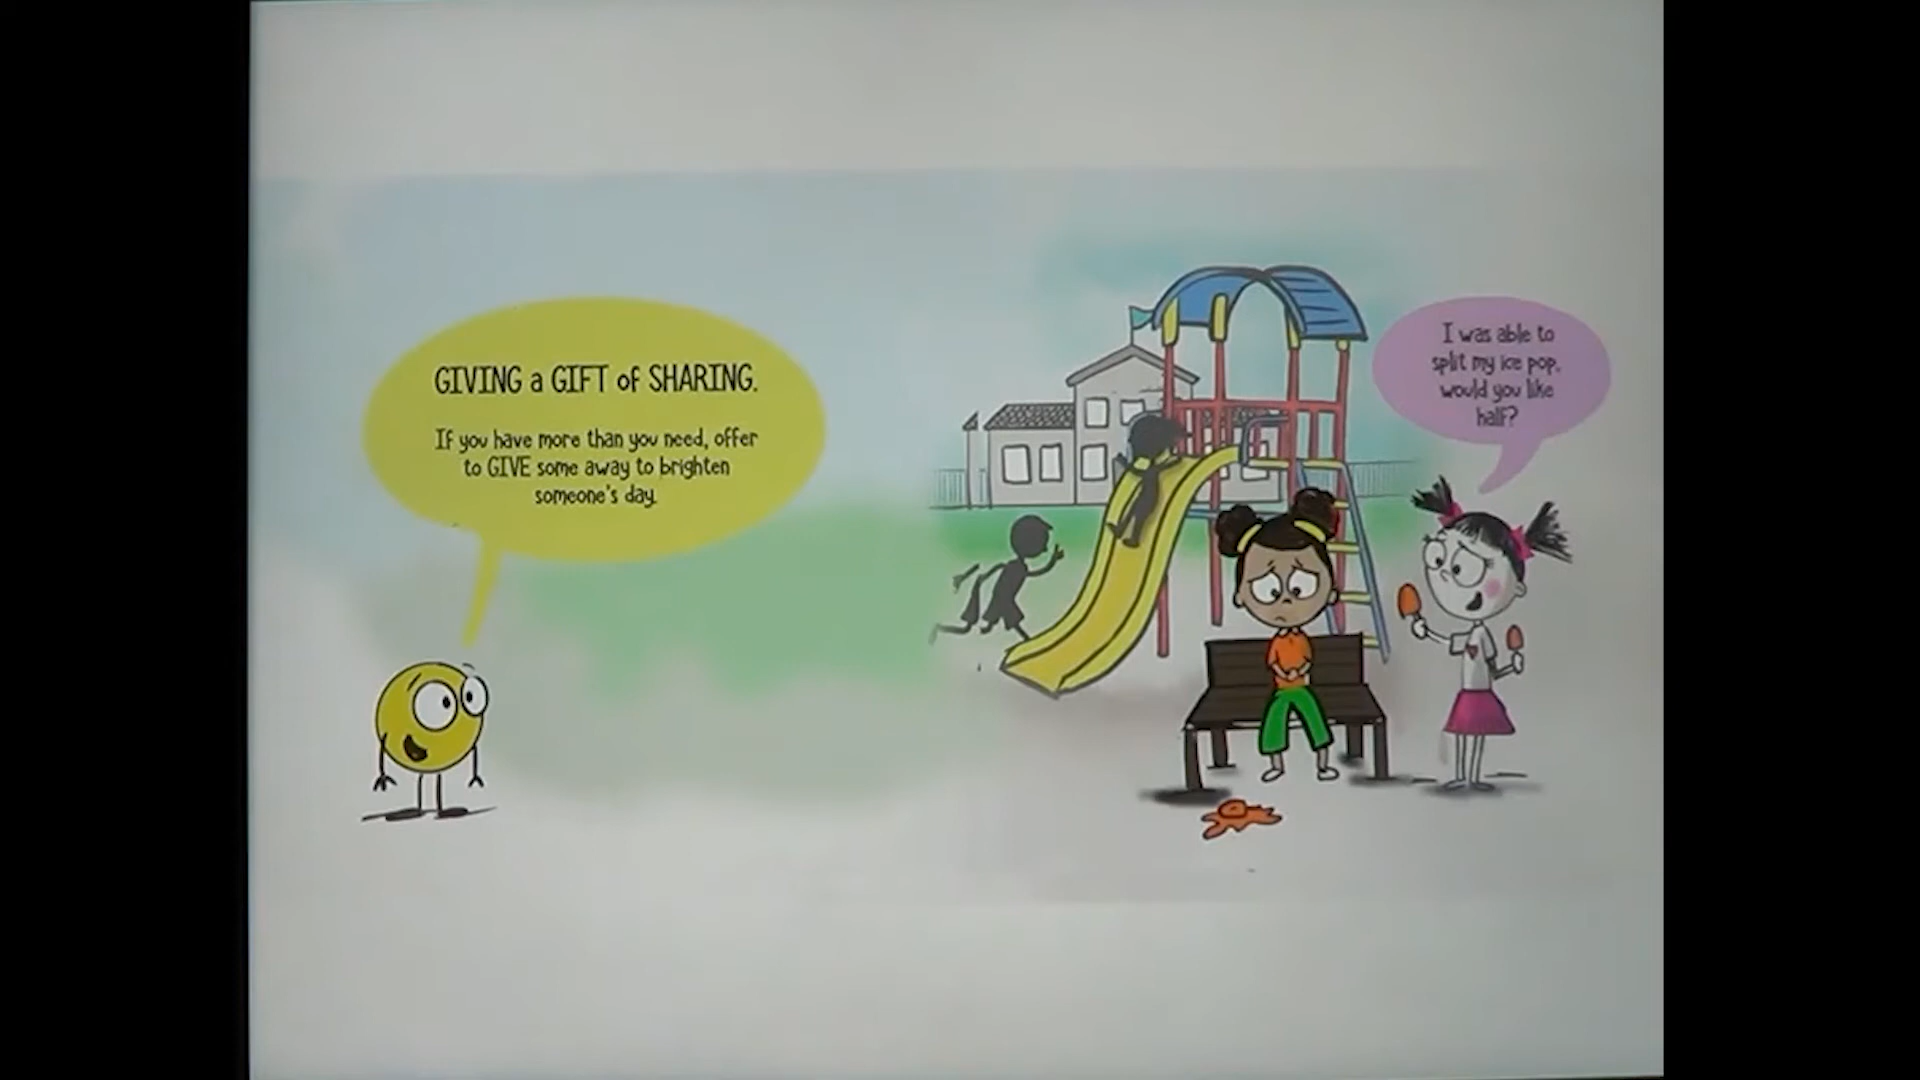 GIVING a GIFT of SHARING.
If you have more than you need, offer
to GIVE some away to brighten
someone's day.
I was able to
split my ice pop,
would you like
half?